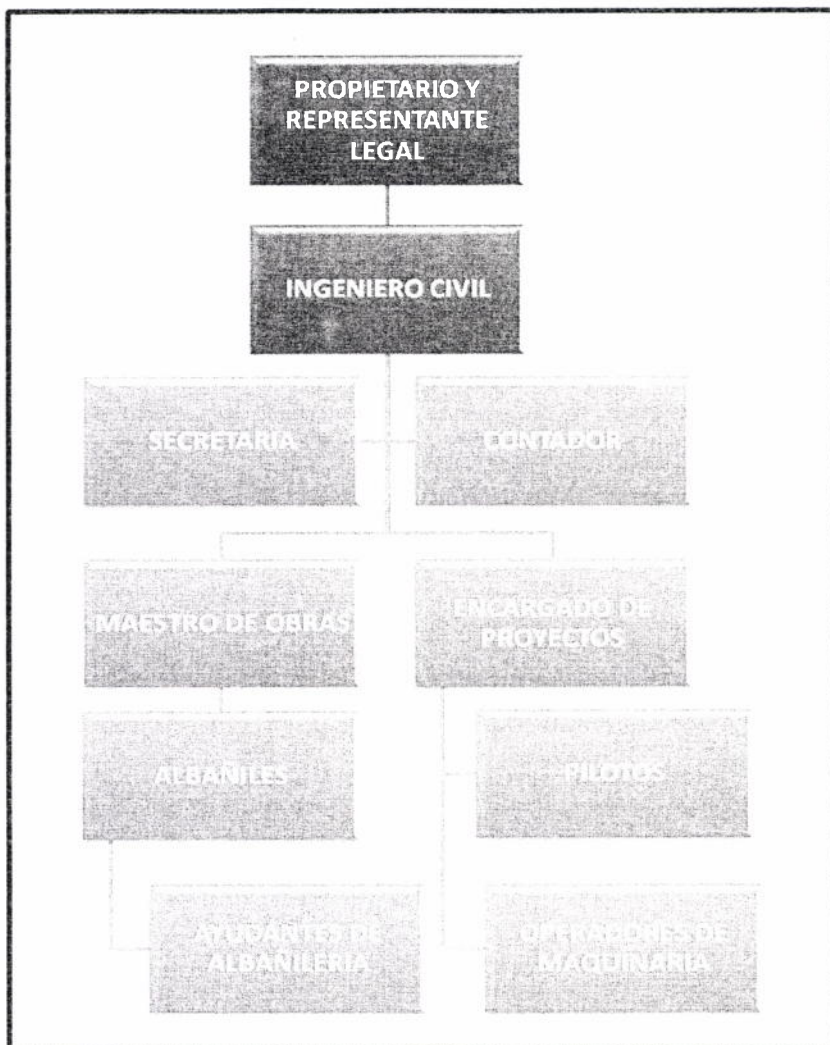 PROPIETARIO Y
REPRESENTANTE
LEGAL
INGENIERO CIVIL
SECRETARIA
CONTADOR
MAESTRO DE OBRAS
ENCARGADO DE
PROYECTOS
ALBAÑILES
PILOTOS
AYUDANTES DE
ALBAÑILERIA
OPERADORES DE
MAQUINARIA